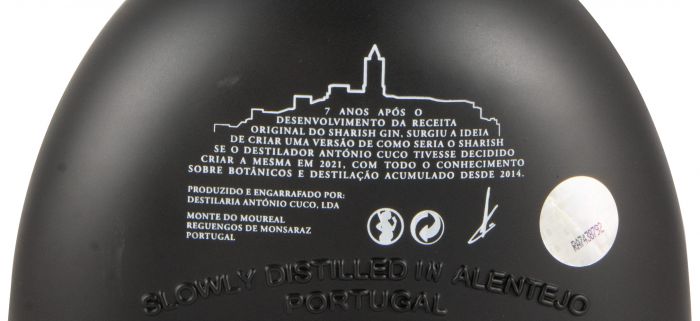 7 ANOS APÓS O
DESENVOLVIMENTO DA RECEITA
ORIGINAL DO SHARISH GIN, SURGIU A IDEIA
DE CRIAR UMA VERSÃO DE COMO SERIA O SHARISH
SE O DESTILADOR ANTÓNIO CUCO TIVESSE DECIDIDO
CRIAR A MESMA EM 2021, COM TODO O CONHECIMENTO
SOBRE BOTÂNICOS E DESTILAÇÃO ACUMULADO DESDE 2014.
PRODUZIDO E ENGARRAFADO POR:
DESTILARIA ANTÓNIO CUCO, LDA
MONTE DO MOUREAL
REGUENGOS DE MONSARAZ
PORTUGAL
RA7438792
SLOWLY DISTILLED IN ALENTEJO
PORTUGAL